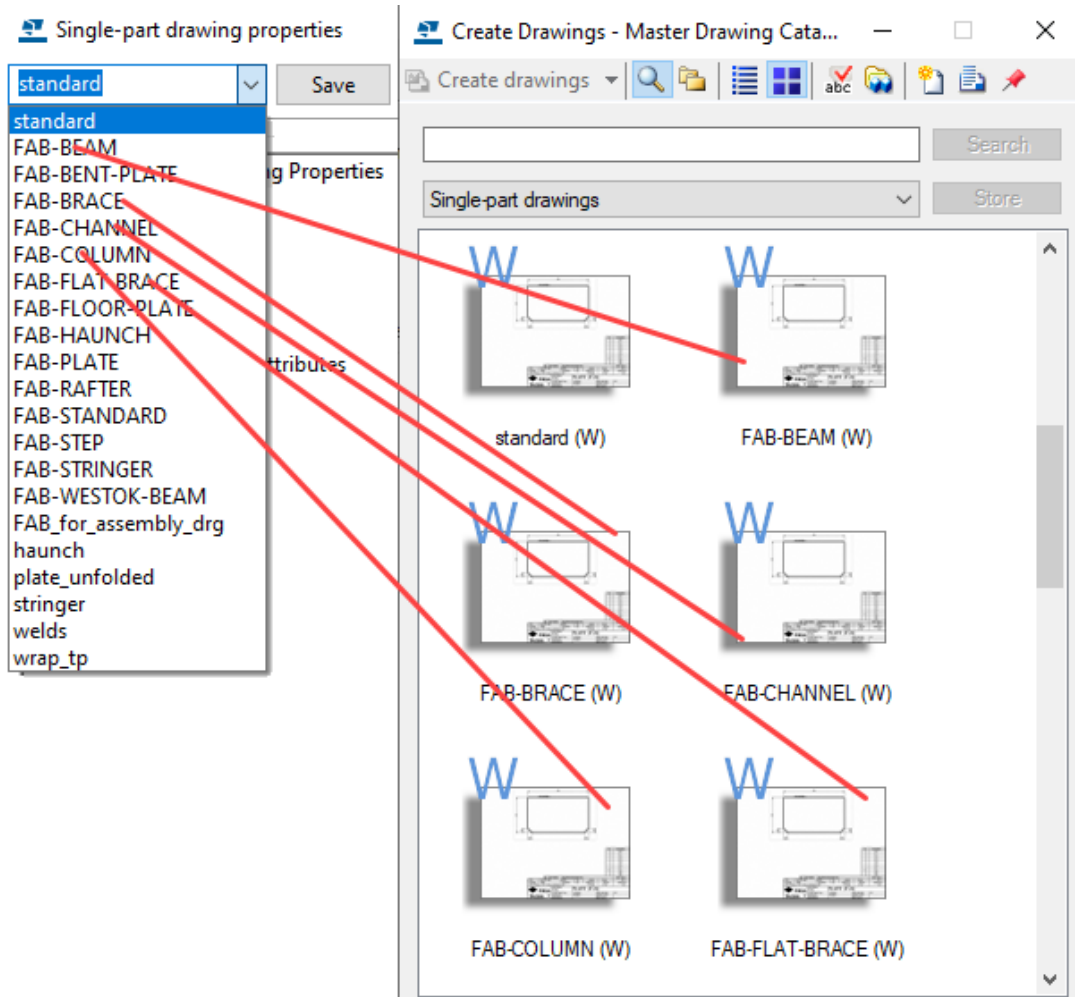 Single-part drawing properties
standard
Save
standard
FAB-BEAM
FAB-BENT-PLATE
FAB-BRACE
FAB-CHANNEL
FAB-COLUMN
FAB-FLAT-BRACE
FAB-FLOOR-PLATE
FAB-HAUNCH
FAB-PLATE
FAB-RAFTER
FAB-STANDARD
FAB-STEP
FAB-STRINGER
FAB-WESTOK-BEAM
FAB_for_assembly_drg
haunch
plate_unfolded
stringer
welds
wrap_tp
g Properties
ttributes
Create Drawings - Master Drawing Cata...
Create drawings
abc
Search
Single-part drawings
Store
W
W
standard (W)
FAB-BEAM (W)
W
W
FAB-BRACE (W)
FAB-CHANNEL (W)
W
W
FAB-COLUMN (W)
FAB-FLAT-BRACE (W)